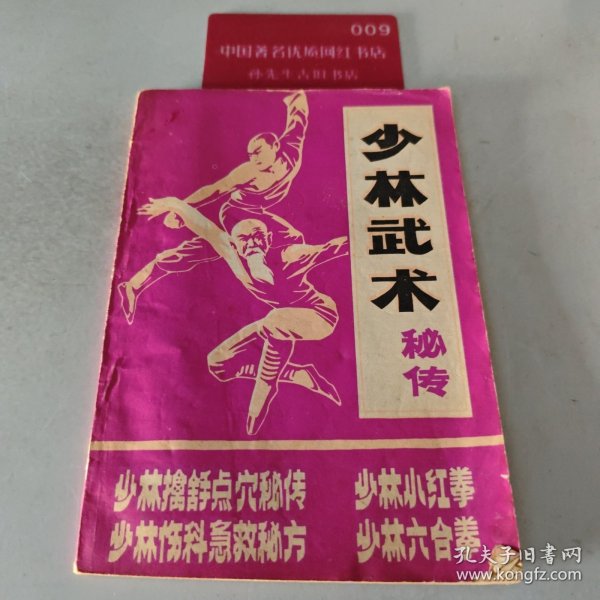 009
中国著名优质网红书店
孙先生古旧书店
少林武术
秘传
少林擒舒点穴秘传
少林小红拳
少林伤科急救秘方
少林六合拳
孔夫子旧书网
www.kongfz.com